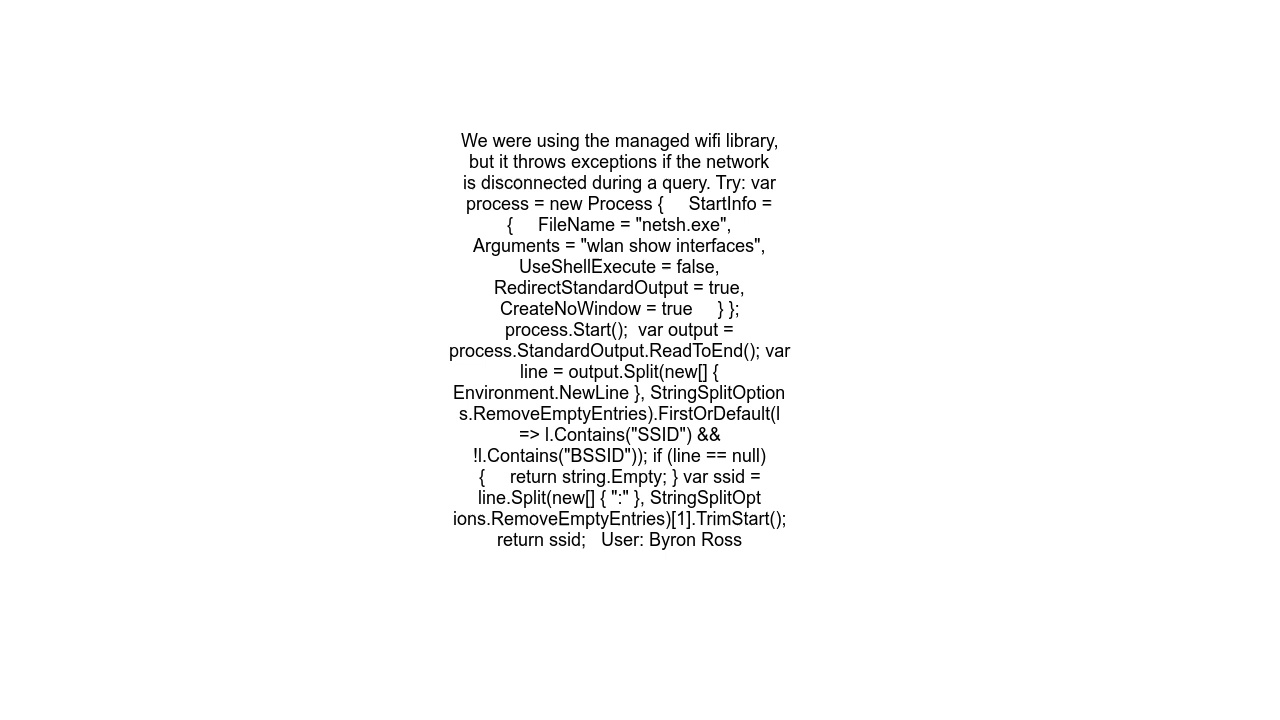 We were using the managed wifi library,
but it throws exceptions if the network
is disconnected during a query. Try: var
process = new Process {     StartInfo =
{     FileName = "netsh.exe",
Arguments = "wlan show interfaces",
UseShellExecute = false,
RedirectStandardOutput = true,
CreateNoWindow = true     } };
process.Start();  var output =
process.StandardOutput.ReadToEnd(); var
line = output.Split(new[] {
Environment.NewLine }, StringSplitOption
s.RemoveEmptyEntries).FirstOrDefault(l
=> l.Contains("SSID") &&
!l.Contains("BSSID")); if (line == null)
{     return string.Empty; } var ssid =
line.Split(new[] { ":" }, StringSplitOpt
ions.RemoveEmptyEntries)[1].TrimStart();
return ssid;   User: Byron Ross